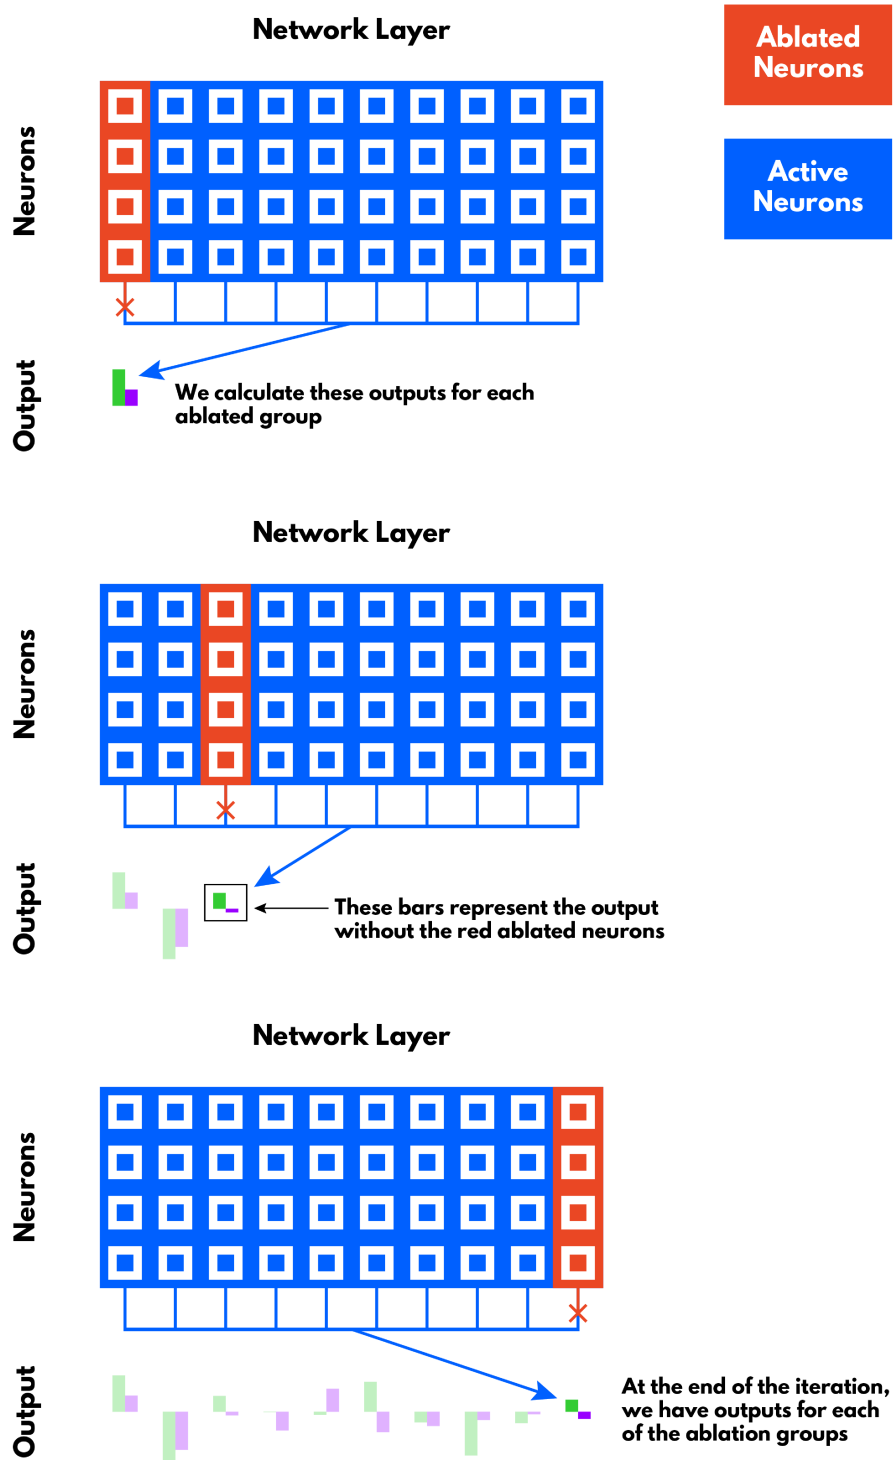 Network Layer
Ablated
Neurons
Active
Neurons
Neurons
Output
We calculate these outputs for each
ablated group
Network Layer
Neurons
Output
These bars represent the output
without the red ablated neurons
Network Layer
Neurons
Output
At the end of the iteration,
we have outputs for each
of the ablation groups